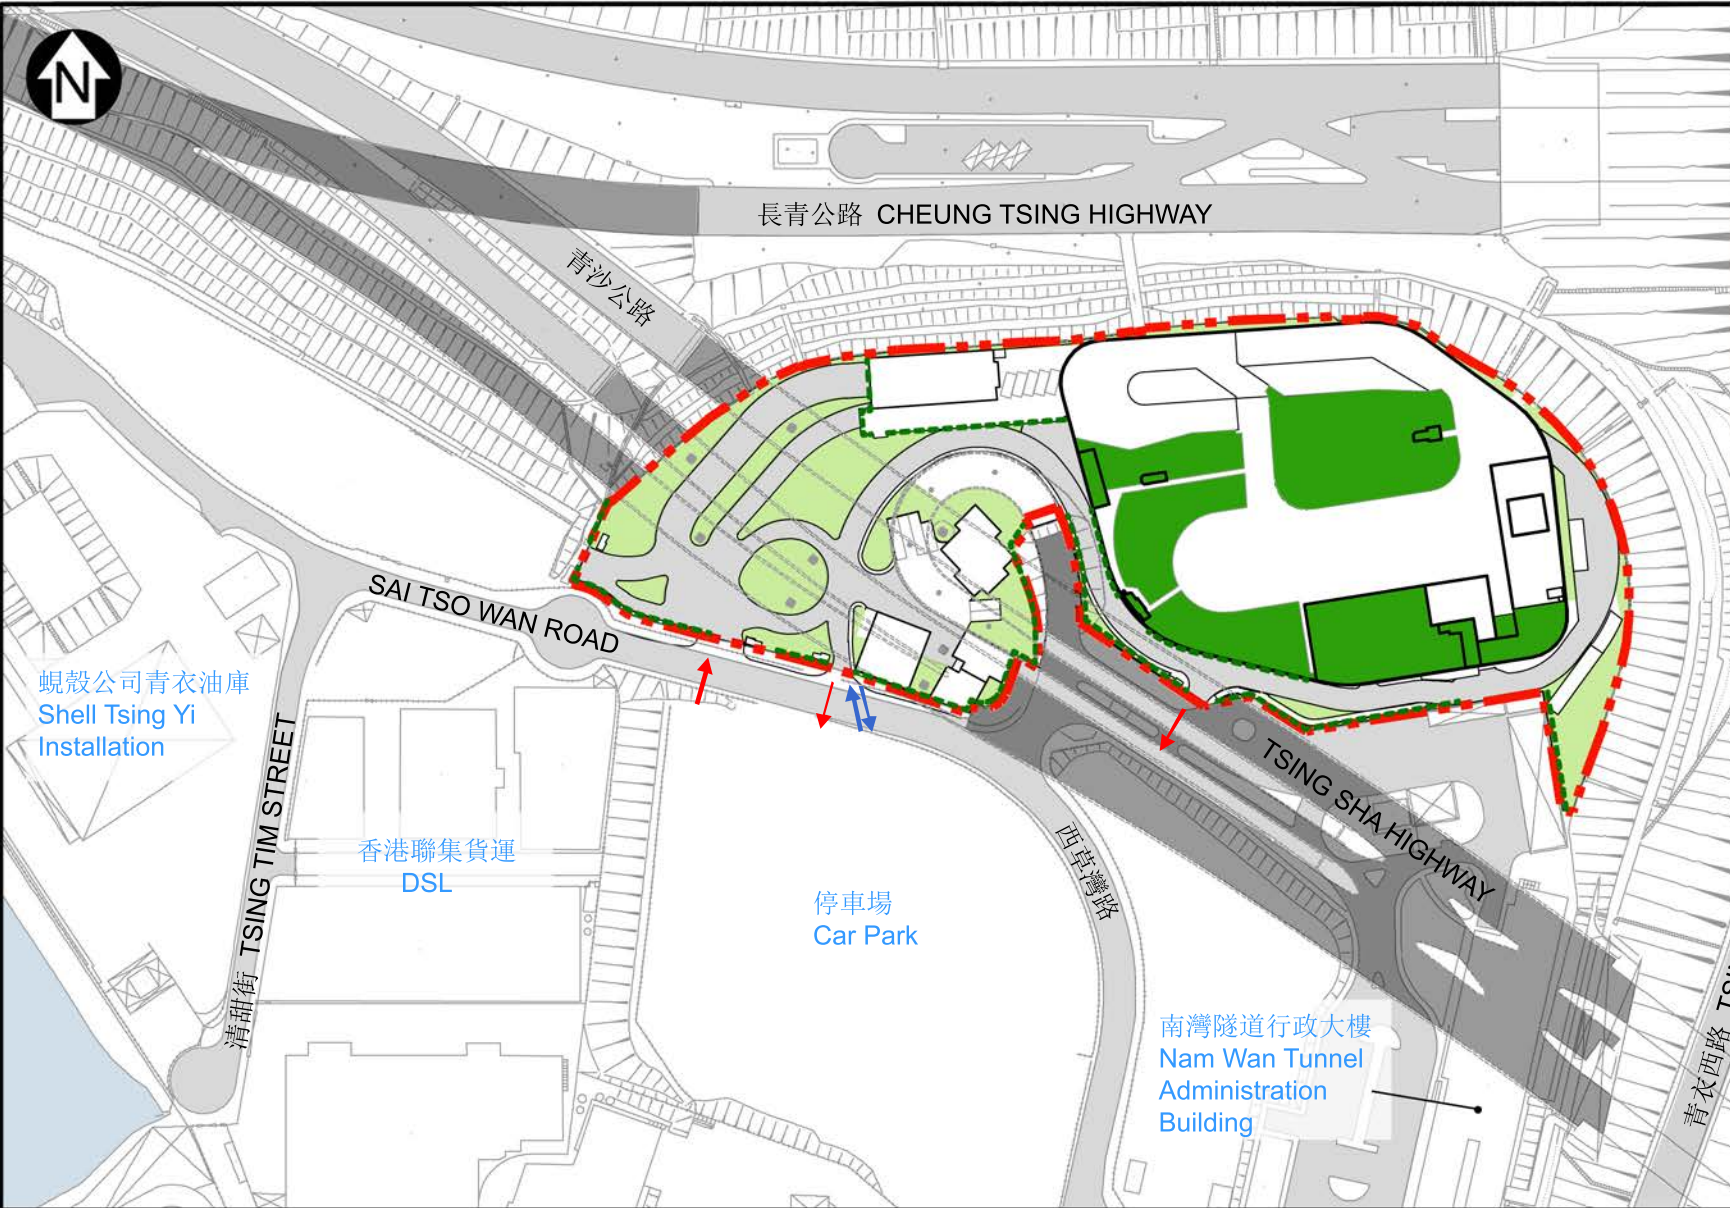 N
長青公路 CHEUNG TSING HIGHWAY
青沙公路
SAI TSO WAN ROAD
蜆殼公司青衣油庫
Shell Tsing Yi
Installation
清甜街 TSING TIM STREET
香港聯集貨運
DSL
停車場
Car Park
西草灣路
TSING SHA HIGHWAY
南灣隧道行政大樓
Nam Wan Tunnel
Administration
Building
青衣西路